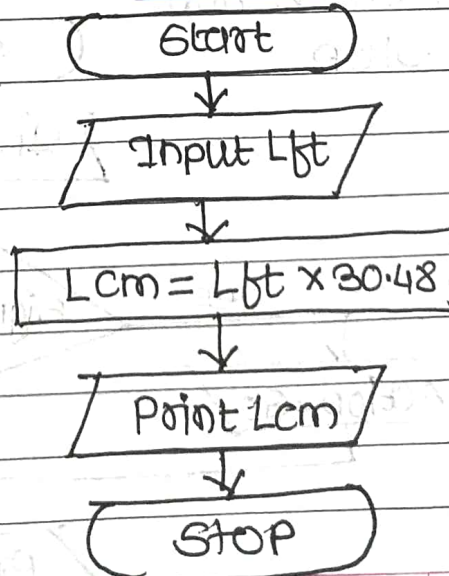 Start
Input Lft
Lcm = Lft × 30.48
Print Lcm
STOP